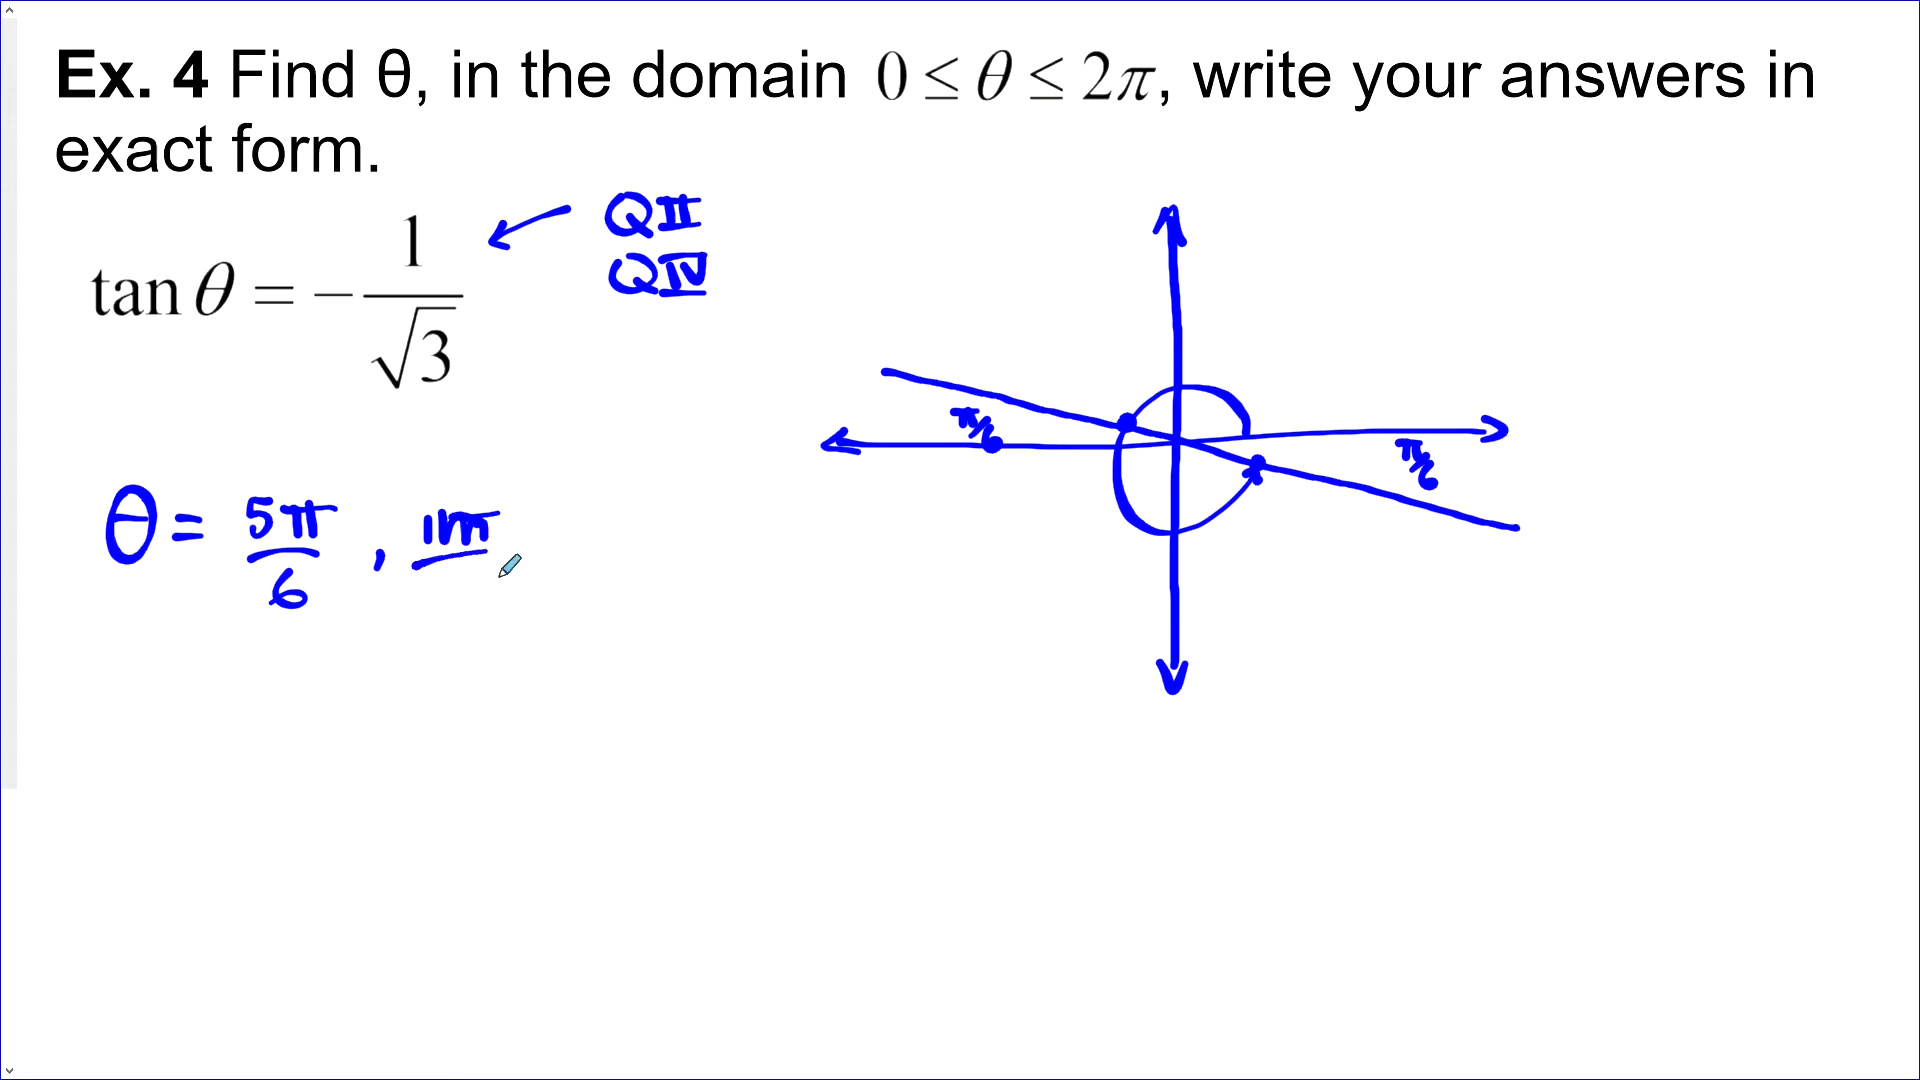 Ex. 4 Find θ, in the domain 0 ≤ θ ≤ 2π, write your answers in
exact form.
tan θ = − 1/√3
QII
QIV
π/6
π/6
θ = 5π/6 , 11π